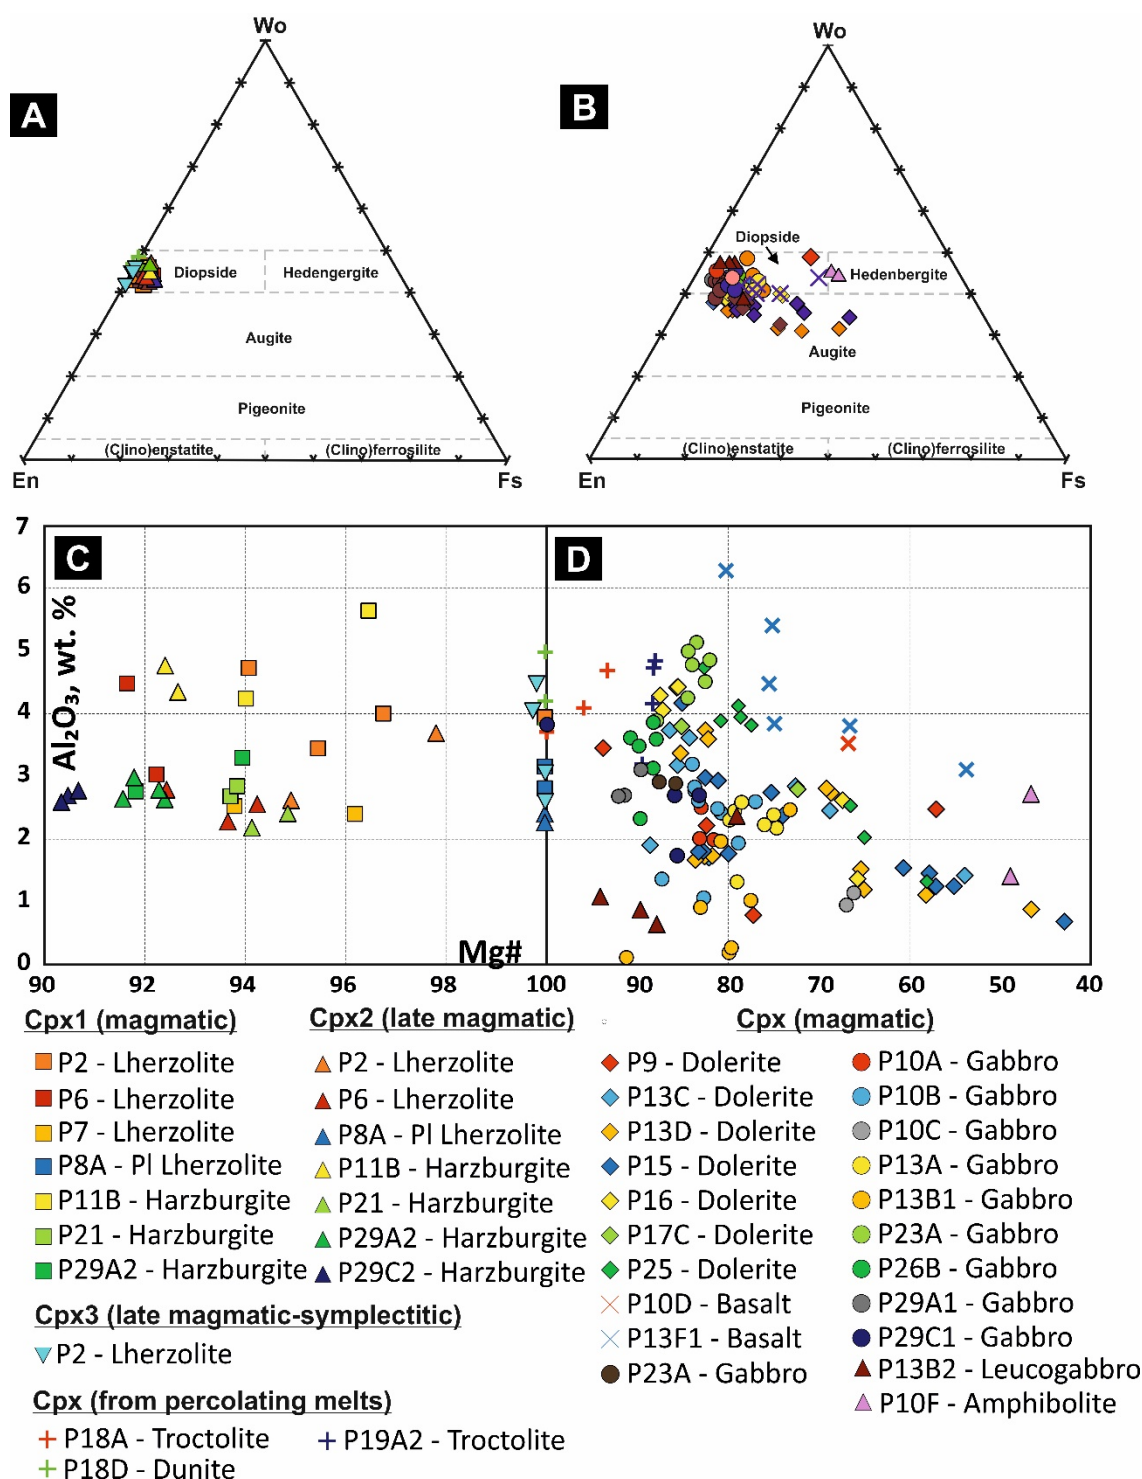 Wo
A
Diopside
Hedengergite
Augite
Pigeonite
(Clino)enstatite
(Clino)ferrosilite
En
Fs
Wo
B
Diopside
Hedenbergite
Augite
Pigeonite
(Clino)enstatite
(Clino)ferrosilite
En
Fs
7
6
5
4
3
2
1
0
Al₂O₃, wt. %
C
D
Mg#
90 92 94 96 98 100 90 80 70 60 50 40
Cpx1 (magmatic)
P2 - Lherzolite
P6 - Lherzolite
P7 - Lherzolite
P8A - Pl Lherzolite
P11B - Harzburgite
P21 - Harzburgite
P29A2 - Harzburgite
Cpx2 (late magmatic)
P2 - Lherzolite
P6 - Lherzolite
P8A - Pl Lherzolite
P11B - Harzburgite
P21 - Harzburgite
P29A2 - Harzburgite
P29C2 - Harzburgite
Cpx3 (late magmatic-symplectitic)
P2 - Lherzolite
Cpx (from percolating melts)
P18A - Troctolite
P18D - Dunite
P19A2 - Troctolite
Cpx (magmatic)
P9 - Dolerite
P13C - Dolerite
P13D - Dolerite
P15 - Dolerite
P16 - Dolerite
P17C - Dolerite
P25 - Dolerite
P10D - Basalt
P13F1 - Basalt
P23A - Gabbro
P10A - Gabbro
P10B - Gabbro
P10C - Gabbro
P13A - Gabbro
P13B1 - Gabbro
P23A - Gabbro
P26B - Gabbro
P29A1 - Gabbro
P29C1 - Gabbro
P13B2 - Leucogabbro
P10F - Amphibolite